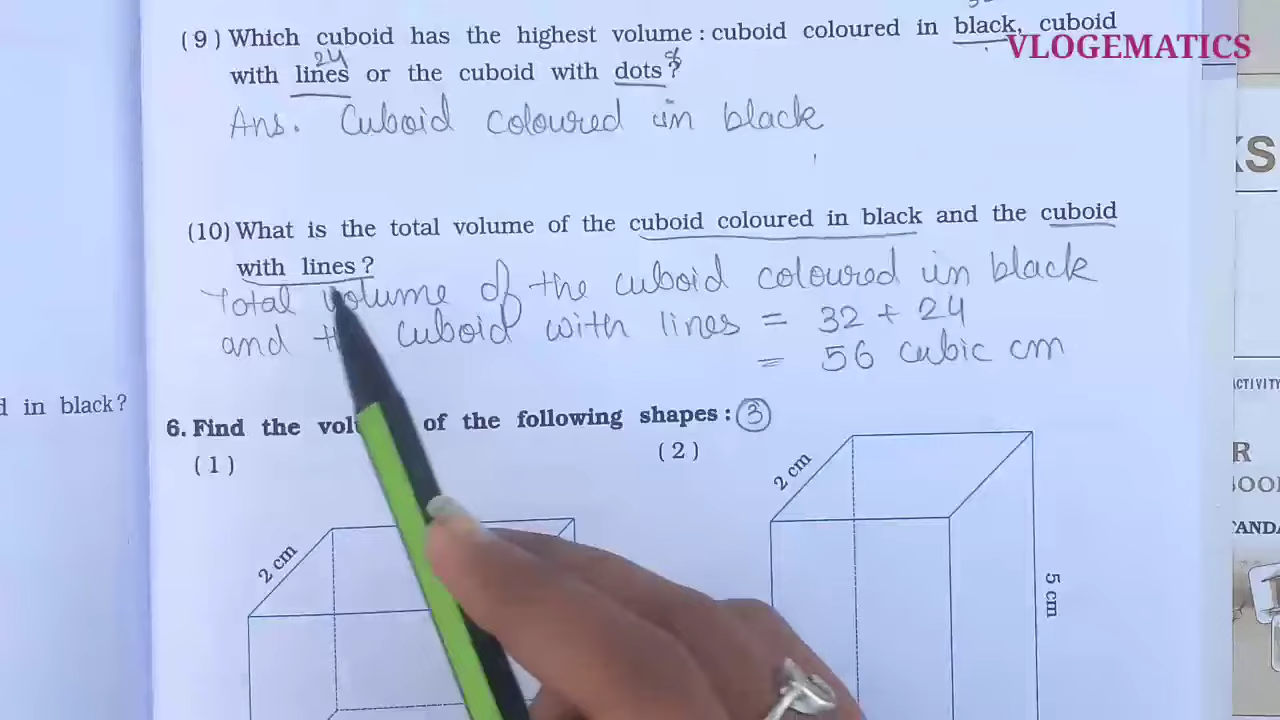 (9) Which cuboid has the highest volume : cuboid coloured in black, cuboid
VLOGEMATICS
24
with lines or the cuboid with dots?
8
Ans. Cuboid coloured in black
(10) What is the total volume of the cuboid coloured in black and the cuboid
with lines?
Total volume of the cuboid coloured in black
and cuboid with lines = 32 + 24
= 56 cubic cm
d in black?
6. Find the of the following shapes : 3
(1)
(2)
2 cm
2 cm
5 cm
KS
ACTIVITY
R